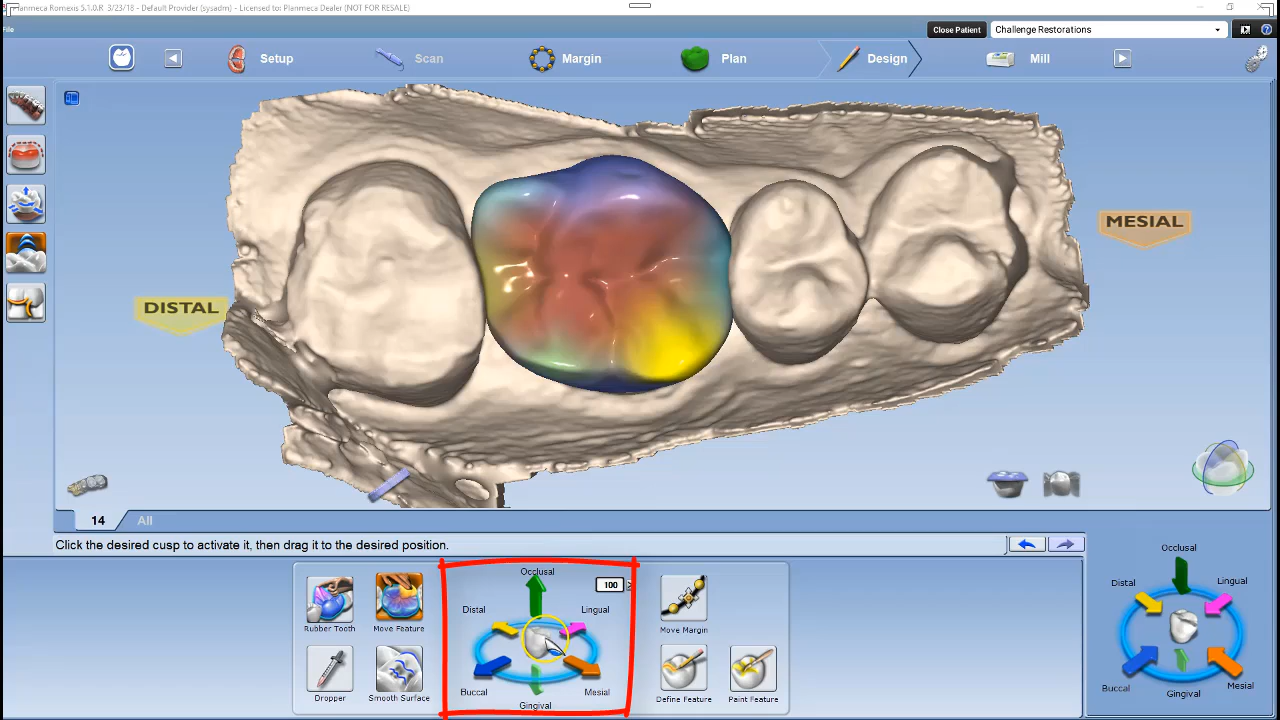 Planmeca Romexis 5.1.0.R  3/23/18 - Default Provider (sysadm) - Licensed to: Planmeca Dealer (NOT FOR RESALE)
File
Close Patient
Challenge Restorations
Setup
Scan
Margin
Plan
Design
Mill
MESIAL
DISTAL
14
All
Click the desired cusp to activate it, then drag it to the desired position.
Rubber Tooth
Move Feature
Dropper
Smooth Surface
Occlusal
100
Distal
Lingual
Buccal
Mesial
Gingival
Move Margin
Define Feature
Paint Feature
Occlusal
Distal
Lingual
Buccal
Mesial
Gingival